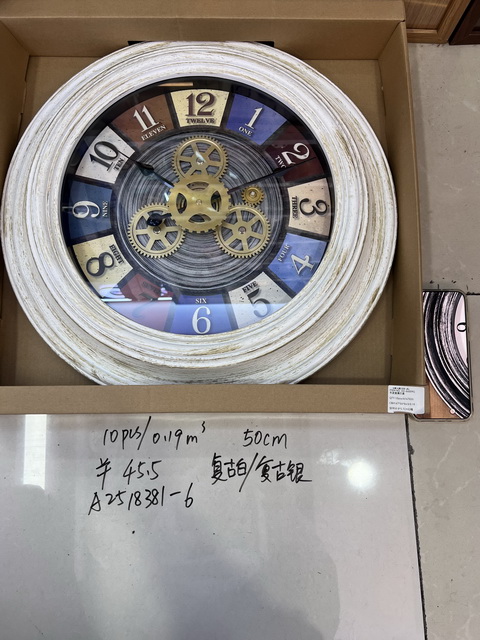 12
TWELVE
1
ONE
2
TWO
3
THREE
4
FOUR
5
FIVE
6
SIX
8
9
NINE
10
TEN
11
ELEVEN
10pcs/0.19m³ 50cm
¥ 45.5 复古白/复古银
A2518381-6